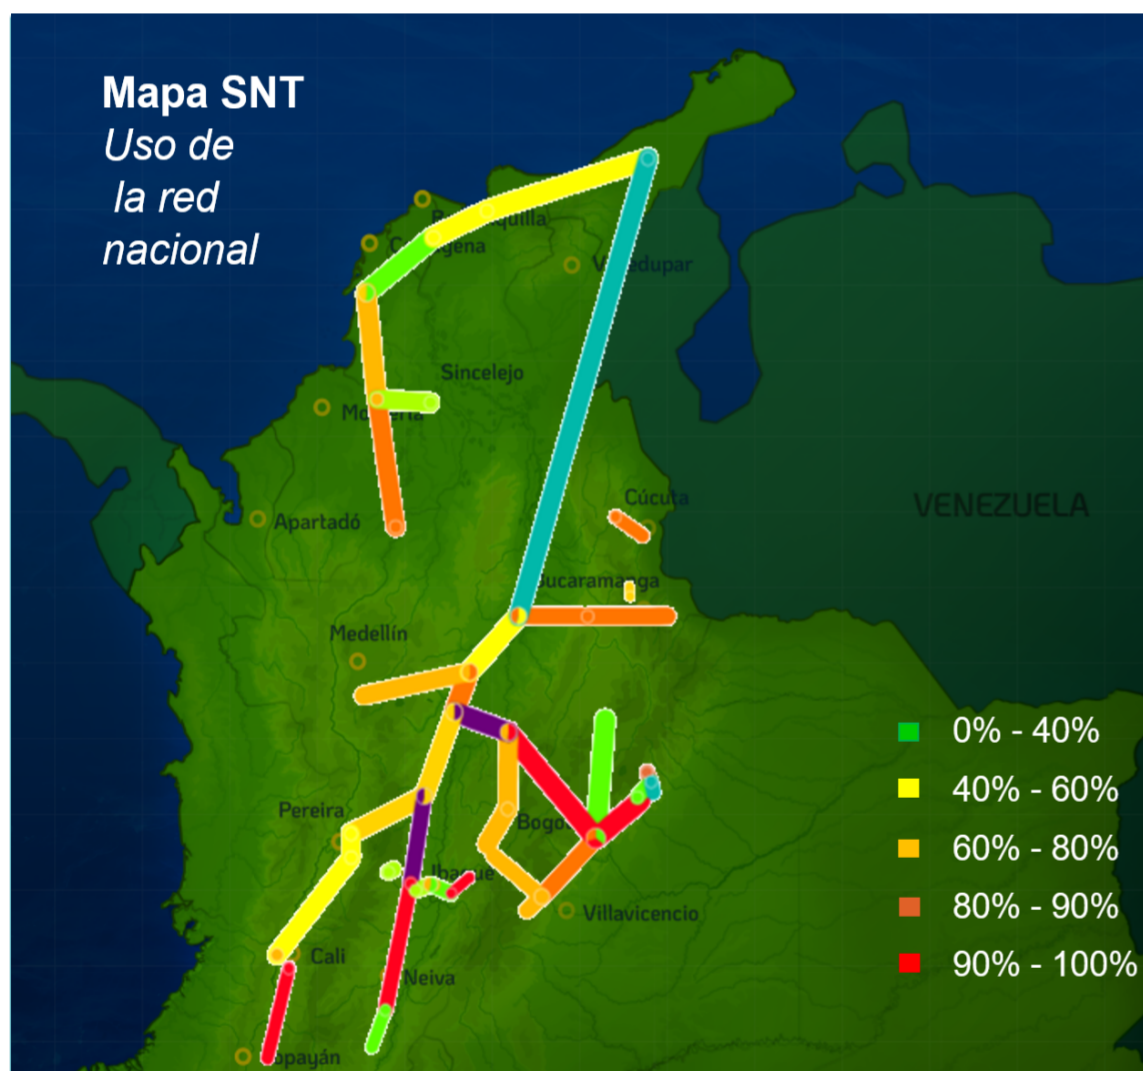 Mapa SNT
Uso de
la red
nacional
Sincelejo
Cúcuta
Apartadó
VENEZUELA
Medellín
0% - 40%
40% - 60%
Pereira
60% - 80%
80% - 90%
Villavicencio
Cali
90% - 100%
Neiva